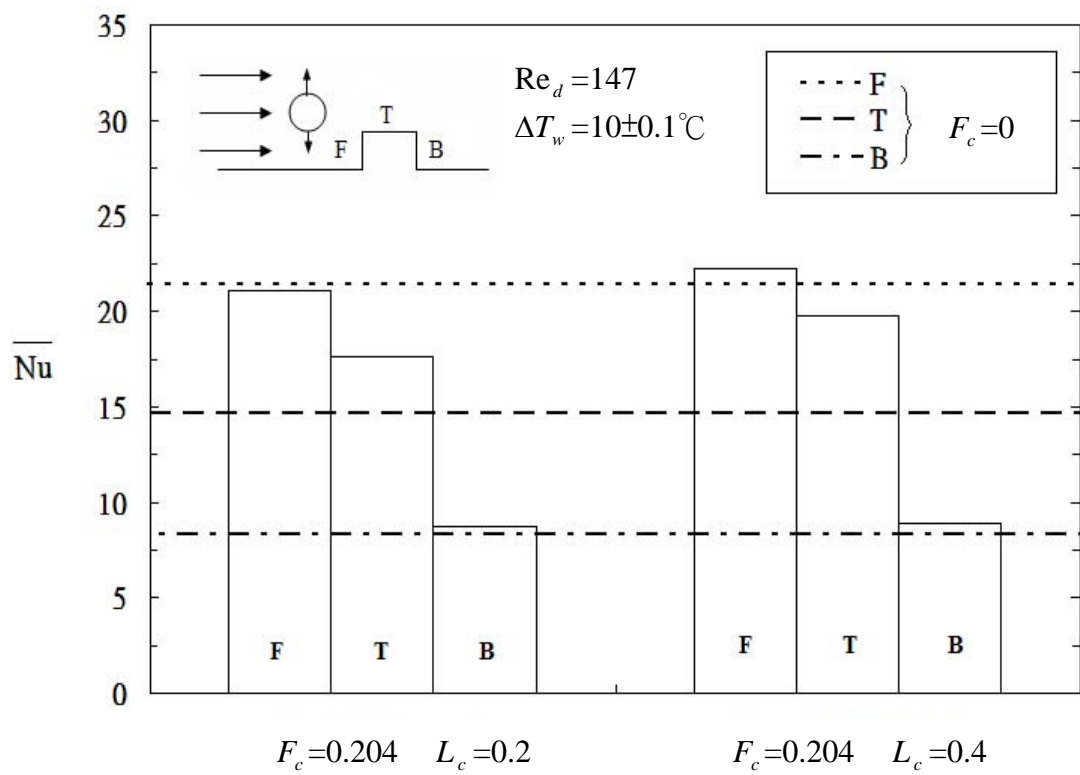 35
30
25
20
15
10
5
0
Nu
F
T
B
Re_d =147
ΔT_w =10±0.1℃
F
T
B
F_c =0
F
T
B
F
T
B
F_c =0.204 L_c =0.2
F_c =0.204 L_c =0.4